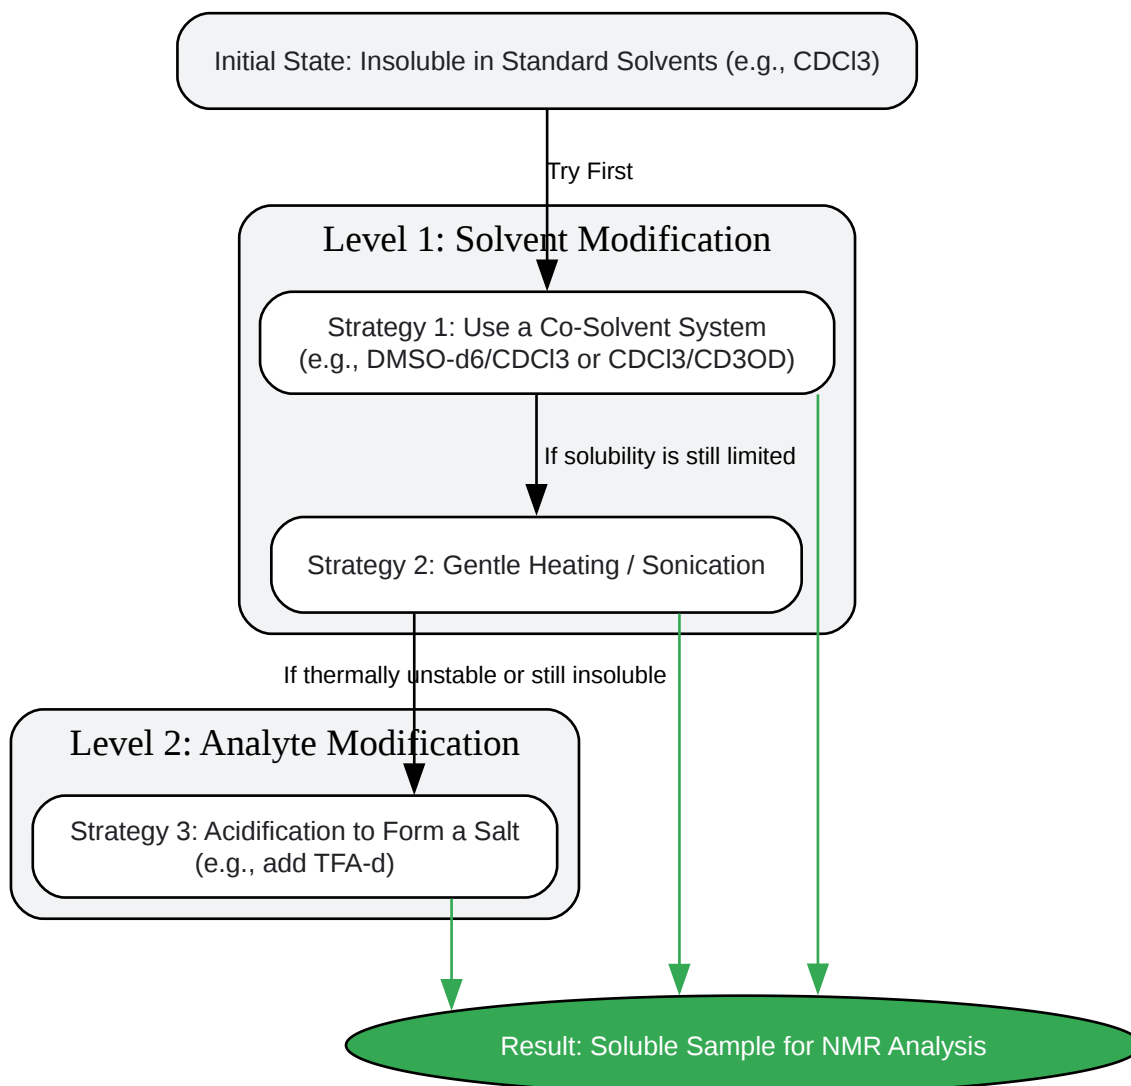 Initial State: Insoluble in Standard Solvents (e.g., CDCl3)
Try First
Level 1: Solvent Modification
Strategy 1: Use a Co-Solvent System
(e.g., DMSO-d6/CDCl3 or CDCl3/CD3OD)
If solubility is still limited
Strategy 2: Gentle Heating / Sonication
If thermally unstable or still insoluble
Level 2: Analyte Modification
Strategy 3: Acidification to Form a Salt
(e.g., add TFA-d)
Result: Soluble Sample for NMR Analysis